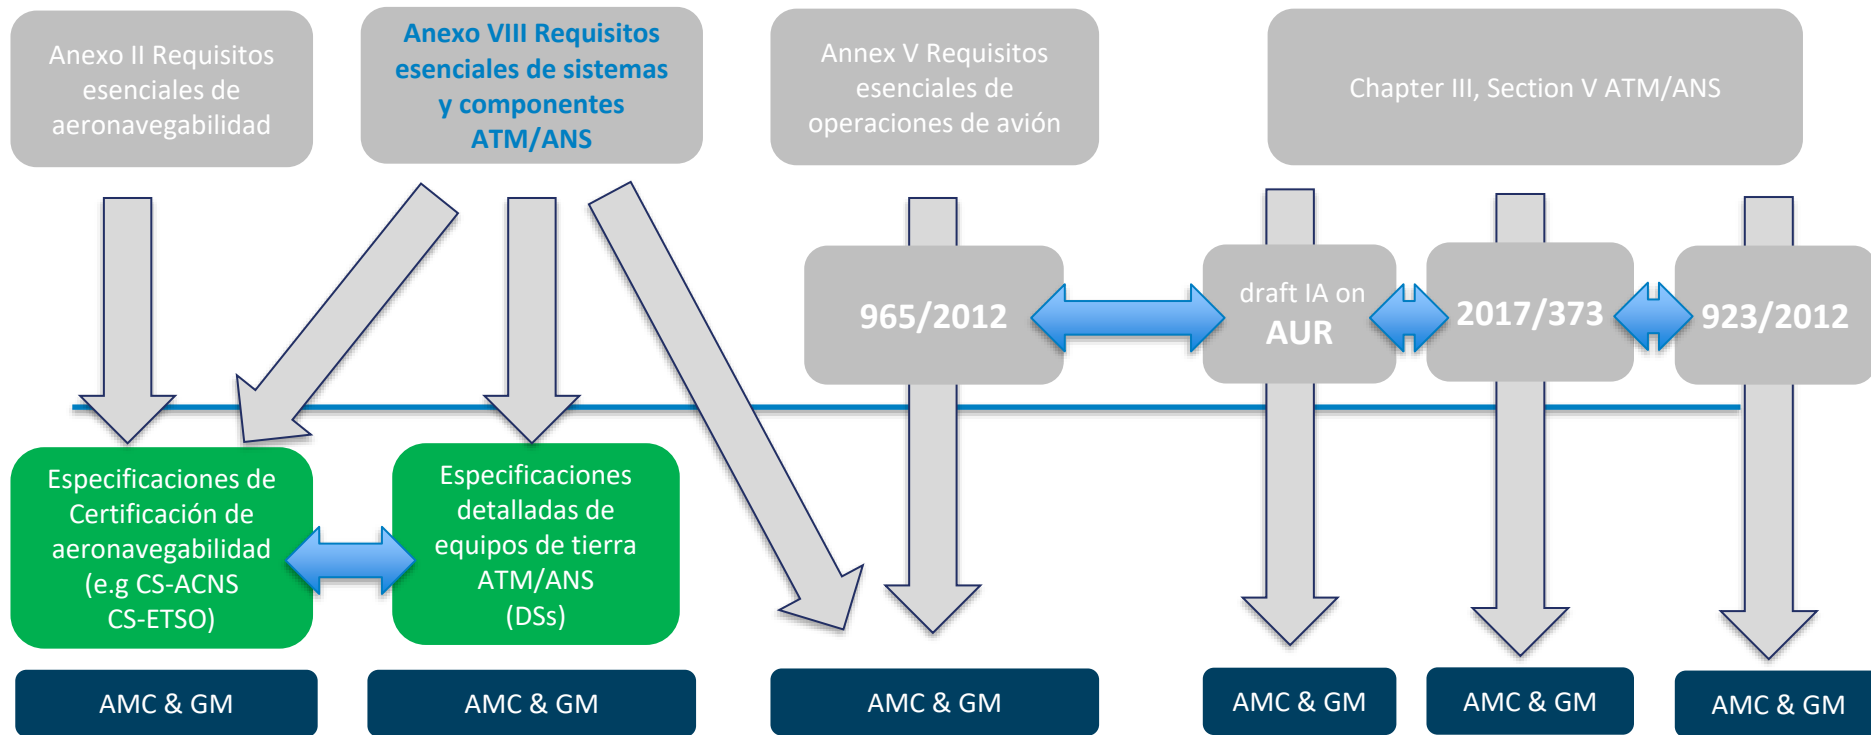 Anexo II Requisitos
esenciales de
aeronavegabilidad
Anexo VIII Requisitos
esenciales de sistemas
y componentes
ATM/ANS
Annex V Requisitos
esenciales de
operaciones de avión
Chapter III, Section V ATM/ANS
965/2012
draft IA on
AUR
2017/373
923/2012
Especificaciones de
Certificación de
aeronavegabilidad
(e.g CS-ACNS
CS-ETSO)
Especificaciones
detalladas de
equipos de tierra
ATM/ANS
(DSs)
AMC & GM
AMC & GM
AMC & GM
AMC & GM
AMC & GM
AMC & GM